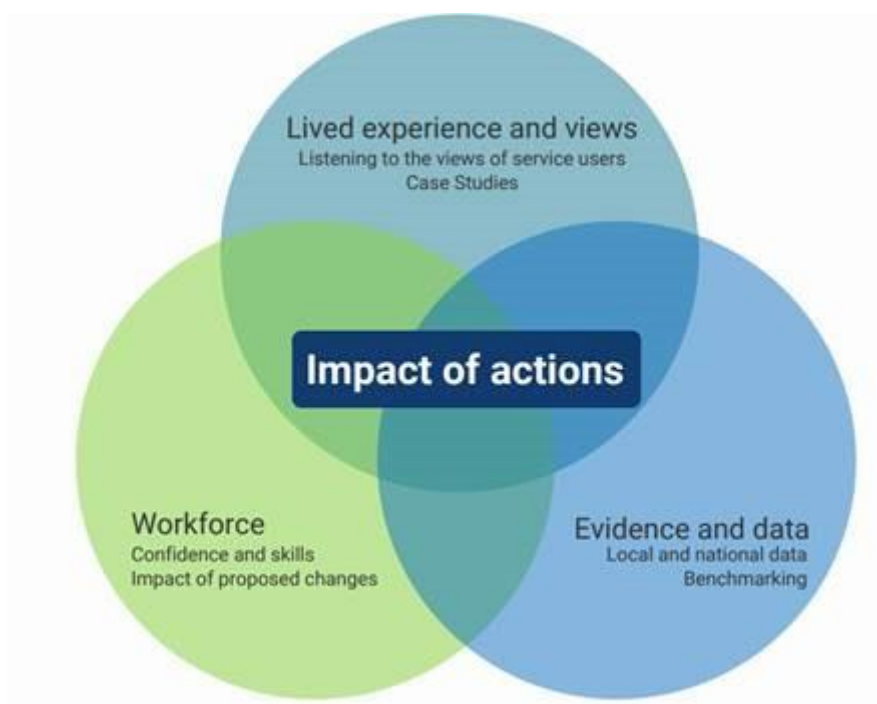 Lived experience and views
Listening to the views of service users
Case Studies
Impact of actions
Workforce
Confidence and skills
Impact of proposed changes
Evidence and data
Local and national data
Benchmarking